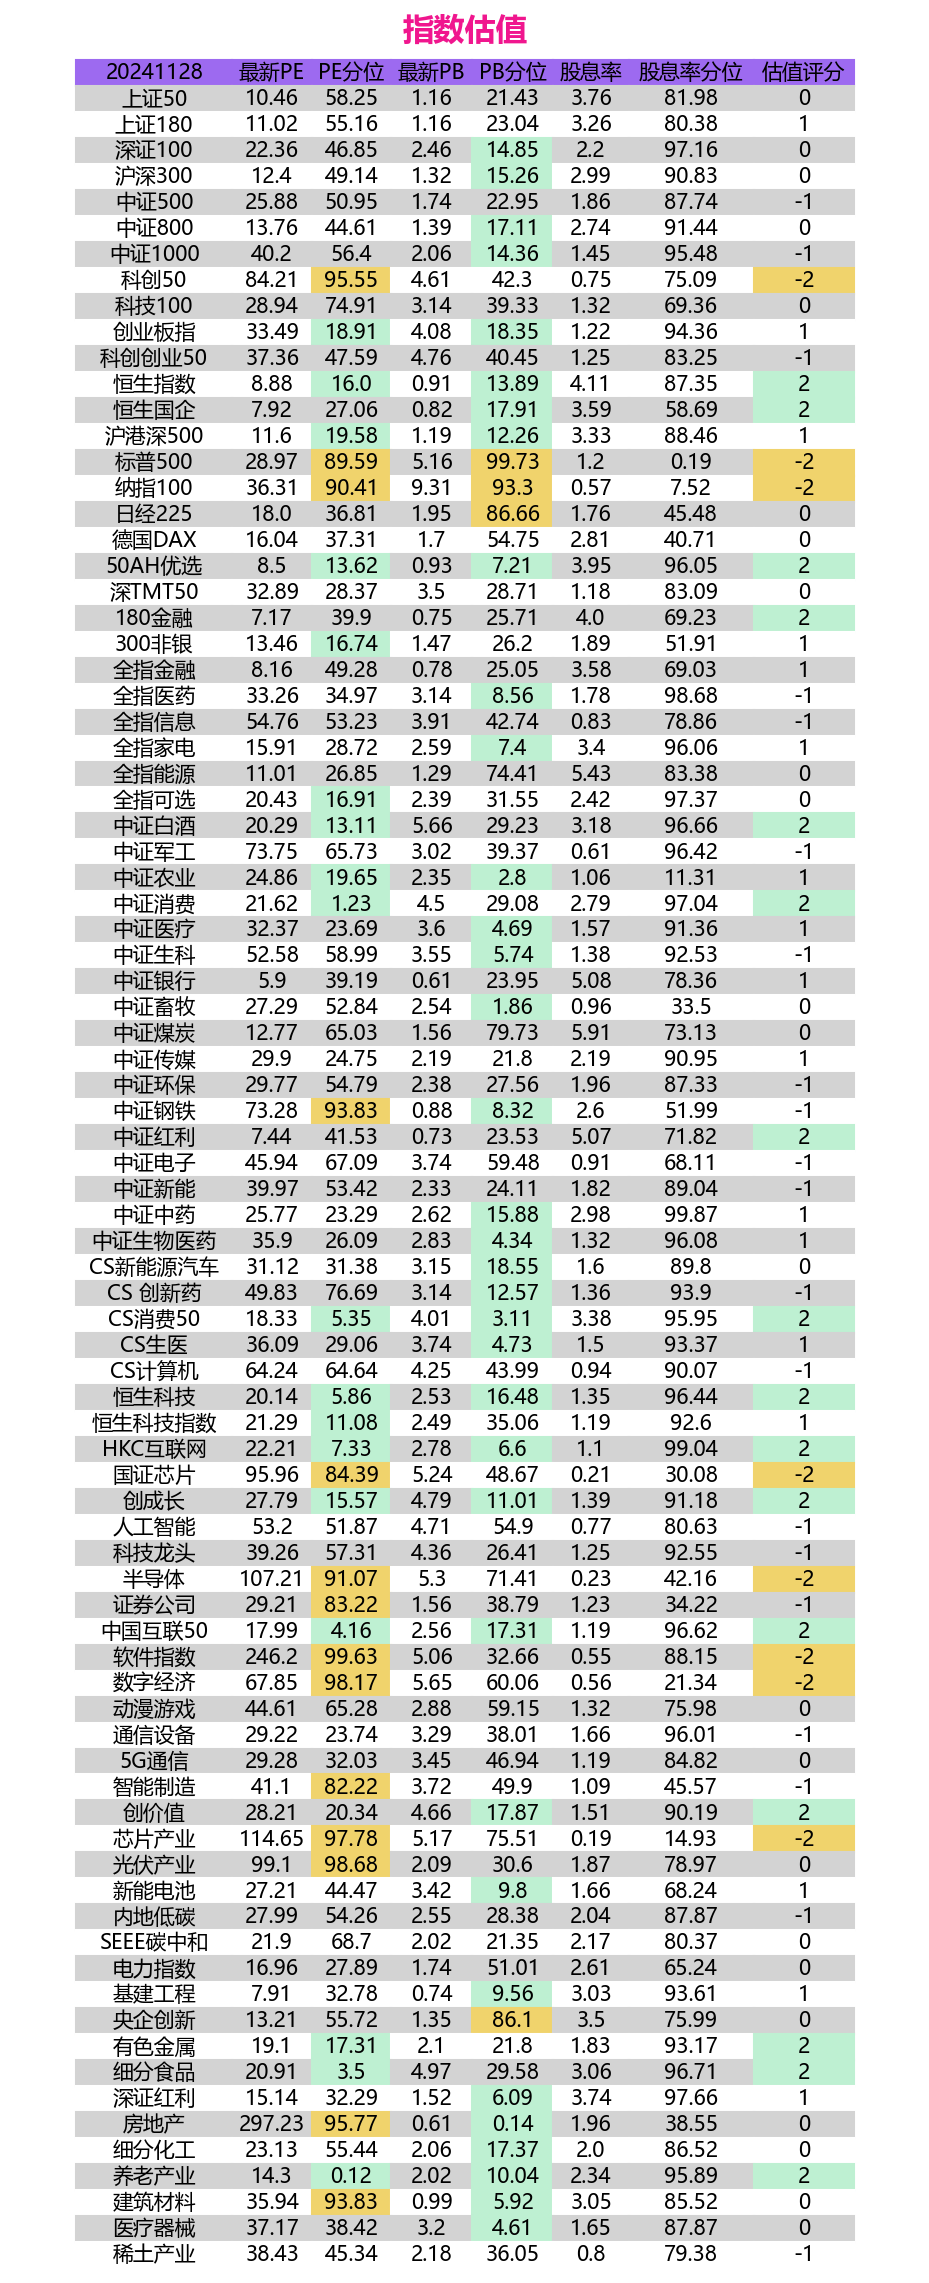 指数估值
20241128 最新PE PE分位 最新PB PB分位 股息率 股息率分位 估值评分
上证50 10.46 58.25 1.16 21.43 3.76 81.98 0
上证180 11.02 55.16 1.16 23.04 3.26 80.38 1
深证100 22.36 46.85 2.46 14.85 2.2 97.16 0
沪深300 12.4 49.14 1.32 15.26 2.99 90.83 0
中证500 25.88 50.95 1.74 22.95 1.86 87.74 -1
中证800 13.76 44.61 1.39 17.11 2.74 91.44 0
中证1000 40.2 56.4 2.06 14.36 1.45 95.48 -1
科创50 84.21 95.55 4.61 42.3 0.75 75.09 -2
科技100 28.94 74.91 3.14 39.33 1.32 69.36 0
创业板指 33.49 18.91 4.08 18.35 1.22 94.36 1
科创创业50 37.36 47.59 4.76 40.45 1.25 83.25 -1
恒生指数 8.88 16.0 0.91 13.89 4.11 87.35 2
恒生国企 7.92 27.06 0.82 17.91 3.59 58.69 2
沪港深500 11.6 19.58 1.19 12.26 3.33 88.46 1
标普500 28.97 89.59 5.16 99.73 1.2 0.19 -2
纳指100 36.31 90.41 9.31 93.3 0.57 7.52 -2
日经225 18.0 36.81 1.95 86.66 1.76 45.48 0
德国DAX 16.04 37.31 1.7 54.75 2.81 40.71 0
50AH优选 8.5 13.62 0.93 7.21 3.95 96.05 2
深TMT50 32.89 28.37 3.5 28.71 1.18 83.09 0
180金融 7.17 39.9 0.75 25.71 4.0 69.23 2
300非银 13.46 16.74 1.47 26.2 1.89 51.91 1
全指金融 8.16 49.28 0.78 25.05 3.58 69.03 1
全指医药 33.26 34.97 3.14 8.56 1.78 98.68 -1
全指信息 54.76 53.23 3.91 42.74 0.83 78.86 -1
全指家电 15.91 28.72 2.59 7.4 3.4 96.06 1
全指能源 11.01 26.85 1.29 74.41 5.43 83.38 0
全指可选 20.43 16.91 2.39 31.55 2.42 97.37 0
中证白酒 20.29 13.11 5.66 29.23 3.18 96.66 2
中证军工 73.75 65.73 3.02 39.37 0.61 96.42 -1
中证农业 24.86 19.65 2.35 2.8 1.06 11.31 1
中证消费 21.62 1.23 4.5 29.08 2.79 97.04 2
中证医疗 32.37 23.69 3.6 4.69 1.57 91.36 1
中证生科 52.58 58.99 3.55 5.74 1.38 92.53 -1
中证银行 5.9 39.19 0.61 23.95 5.08 78.36 1
中证畜牧 27.29 52.84 2.54 1.86 0.96 33.5 0
中证煤炭 12.77 65.03 1.56 79.73 5.91 73.13 0
中证传媒 29.9 24.75 2.19 21.8 2.19 90.95 1
中证环保 29.77 54.79 2.38 27.56 1.96 87.33 -1
中证钢铁 73.28 93.83 0.88 8.32 2.6 51.99 -1
中证红利 7.44 41.53 0.73 23.53 5.07 71.82 2
中证电子 45.94 67.09 3.74 59.48 0.91 68.11 -1
中证新能 39.97 53.42 2.33 24.11 1.82 89.04 -1
中证中药 25.77 23.29 2.62 15.88 2.98 99.87 1
中证生物医药 35.9 26.09 2.83 4.34 1.32 96.08 1
CS新能源汽车 31.12 31.38 3.15 18.55 1.6 89.8 0
CS 创新药 49.83 76.69 3.14 12.57 1.36 93.9 -1
CS消费50 18.33 5.35 4.01 3.11 3.38 95.95 2
CS生医 36.09 29.06 3.74 4.73 1.5 93.37 1
CS计算机 64.24 64.64 4.25 43.99 0.94 90.07 -1
恒生科技 20.14 5.86 2.53 16.48 1.35 96.44 2
恒生科技指数 21.29 11.08 2.49 35.06 1.19 92.6 1
HKC互联网 22.21 7.33 2.78 6.6 1.1 99.04 2
国证芯片 95.96 84.39 5.24 48.67 0.21 30.08 -2
创成长 27.79 15.57 4.79 11.01 1.39 91.18 2
人工智能 53.2 51.87 4.71 54.9 0.77 80.63 -1
科技龙头 39.26 57.31 4.36 26.41 1.25 92.55 -1
半导体 107.21 91.07 5.3 71.41 0.23 42.16 -2
证券公司 29.21 83.22 1.56 38.79 1.23 34.22 -1
中国互联50 17.99 4.16 2.56 17.31 1.19 96.62 2
软件指数 246.2 99.63 5.06 32.66 0.55 88.15 -2
数字经济 67.85 98.17 5.65 60.06 0.56 21.34 -2
动漫游戏 44.61 65.28 2.88 59.15 1.32 75.98 0
通信设备 29.22 23.74 3.29 38.01 1.66 96.01 -1
5G通信 29.28 32.03 3.45 46.94 1.19 84.82 0
智能制造 41.1 82.22 3.72 49.9 1.09 45.57 -1
创价值 28.21 20.34 4.66 17.87 1.51 90.19 2
芯片产业 114.65 97.78 5.17 75.51 0.19 14.93 -2
光伏产业 99.1 98.68 2.09 30.6 1.87 78.97 0
新能电池 27.21 44.47 3.42 9.8 1.66 68.24 1
内地低碳 27.99 54.26 2.55 28.38 2.04 87.87 -1
SEEE碳中和 21.9 68.7 2.02 21.35 2.17 80.37 0
电力指数 16.96 27.89 1.74 51.01 2.61 65.24 0
基建工程 7.91 32.78 0.74 9.56 3.03 93.61 1
央企创新 13.21 55.72 1.35 86.1 3.5 75.99 0
有色金属 19.1 17.31 2.1 21.8 1.83 93.17 2
细分食品 20.91 3.5 4.97 29.58 3.06 96.71 2
深证红利 15.14 32.29 1.52 6.09 3.74 97.66 1
房地产 297.23 95.77 0.61 0.14 1.96 38.55 0
细分化工 23.13 55.44 2.06 17.37 2.0 86.52 0
养老产业 14.3 0.12 2.02 10.04 2.34 95.89 2
建筑材料 35.94 93.83 0.99 5.92 3.05 85.52 0
医疗器械 37.17 38.42 3.2 4.61 1.65 87.87 0
稀土产业 38.43 45.34 2.18 36.05 0.8 79.38 -1